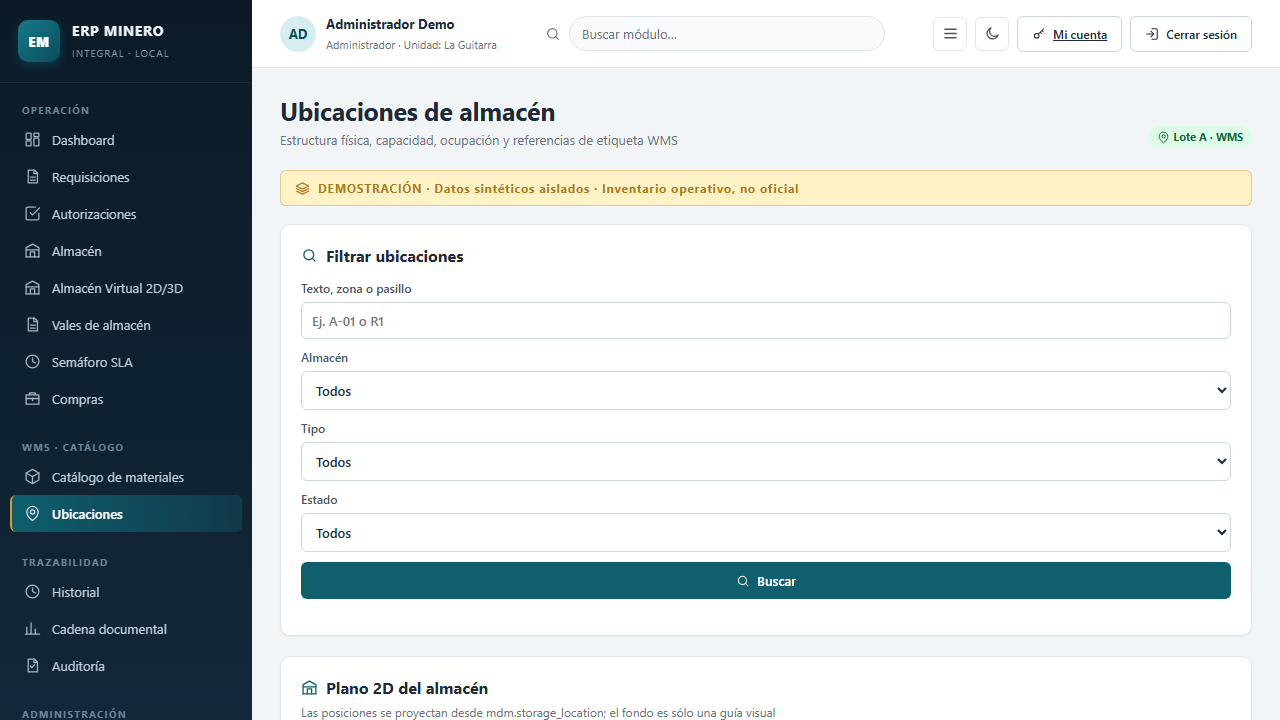 EM
ERP MINERO
INTEGRAL · LOCAL
OPERACIÓN
Dashboard
Requisiciones
Autorizaciones
Almacén
Almacén Virtual 2D/3D
Vales de almacén
Semáforo SLA
Compras
WMS · CATÁLOGO
Catálogo de materiales
Ubicaciones
TRAZABILIDAD
Historial
Cadena documental
Auditoría
ADMINISTRACIÓN
AD
Administrador Demo
Administrador · Unidad: La Guitarra
Buscar módulo...
Mi cuenta
Cerrar sesión
Ubicaciones de almacén
Estructura física, capacidad, ocupación y referencias de etiqueta WMS
Lote A · WMS
DEMOSTRACIÓN · Datos sintéticos aislados · Inventario operativo, no oficial
Filtrar ubicaciones
Texto, zona o pasillo
Ej. A-01 o R1
Almacén
Todos
Tipo
Todos
Estado
Todos
Buscar
Plano 2D del almacén
Las posiciones se proyectan desde mdm.storage_location; el fondo es sólo una guía visual